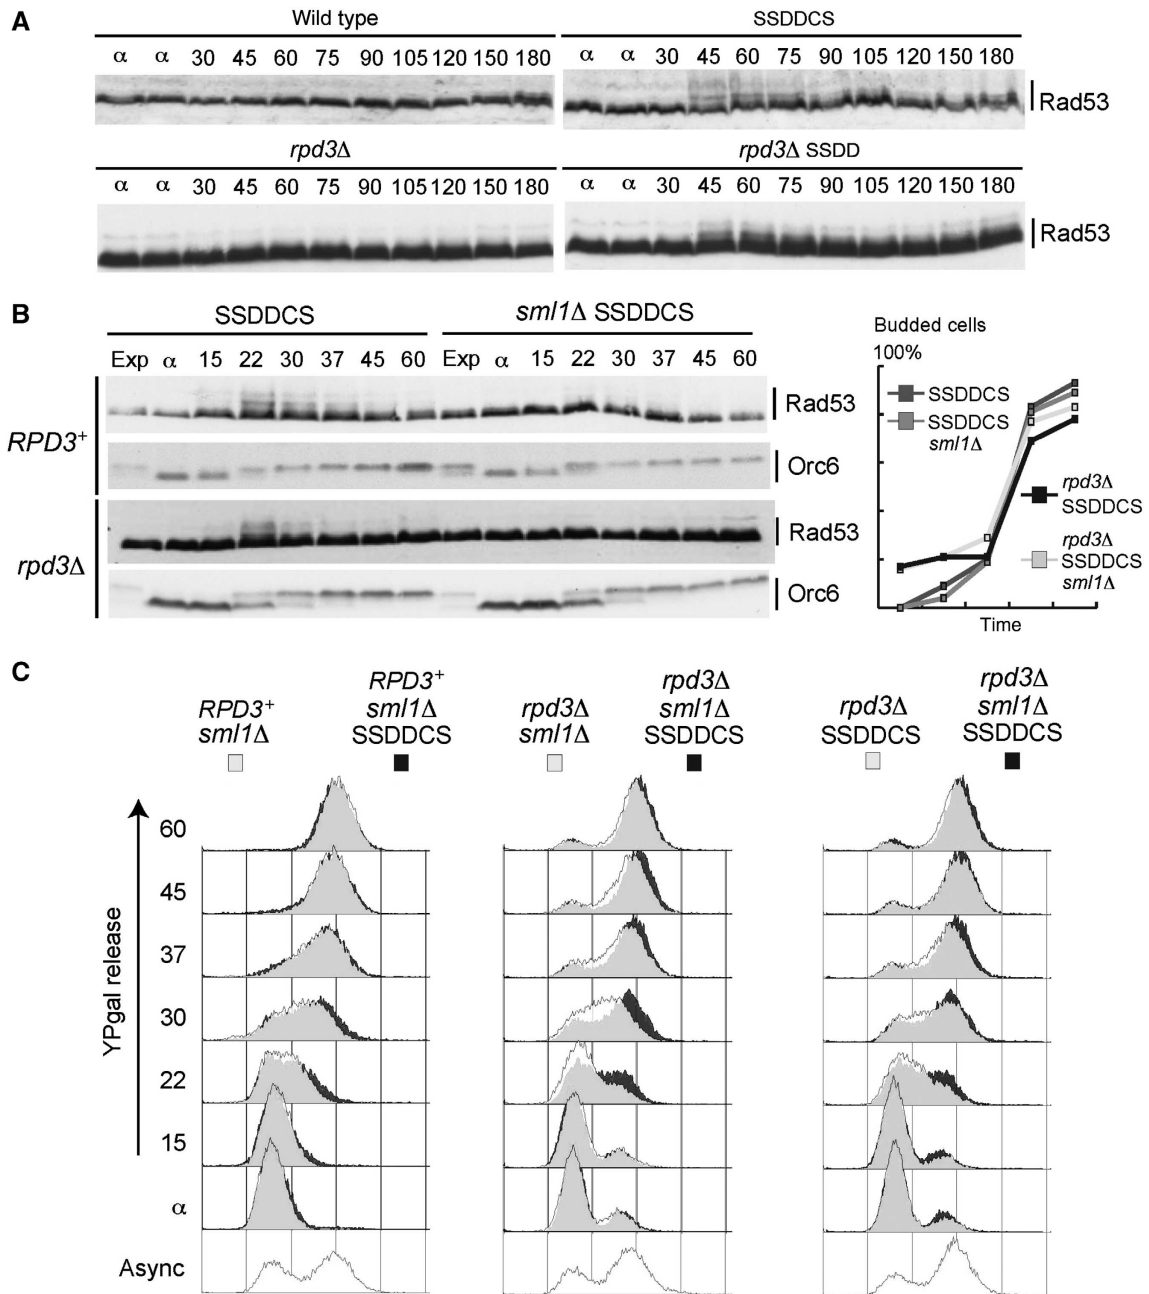 A
Wild type
SSDDCS
α α 30 45 60 75 90 105 120 150 180
α α 30 45 60 75 90 105 120 150 180
Rad53
rpd3Δ
rpd3Δ SSDD
α α 30 45 60 75 90 105 120 150 180
α α 30 45 60 75 90 105 120 150 180
Rad53
B
SSDDCS
sml1Δ SSDDCS
Exp α 15 22 30 37 45 60
Exp α 15 22 30 37 45 60
RPD3+
Rad53
Orc6
rpd3Δ
Rad53
Orc6
Budded cells
100%
SSDDCS
SSDDCS
sml1Δ
rpd3Δ
SSDDCS
rpd3Δ
SSDDCS
sml1Δ
Time
C
RPD3+
sml1Δ
RPD3+
sml1Δ
SSDDCS
rpd3Δ
sml1Δ
rpd3Δ
sml1Δ
SSDDCS
rpd3Δ
SSDDCS
rpd3Δ
sml1Δ
SSDDCS
YPgal release
60
45
37
30
22
15
α
Async